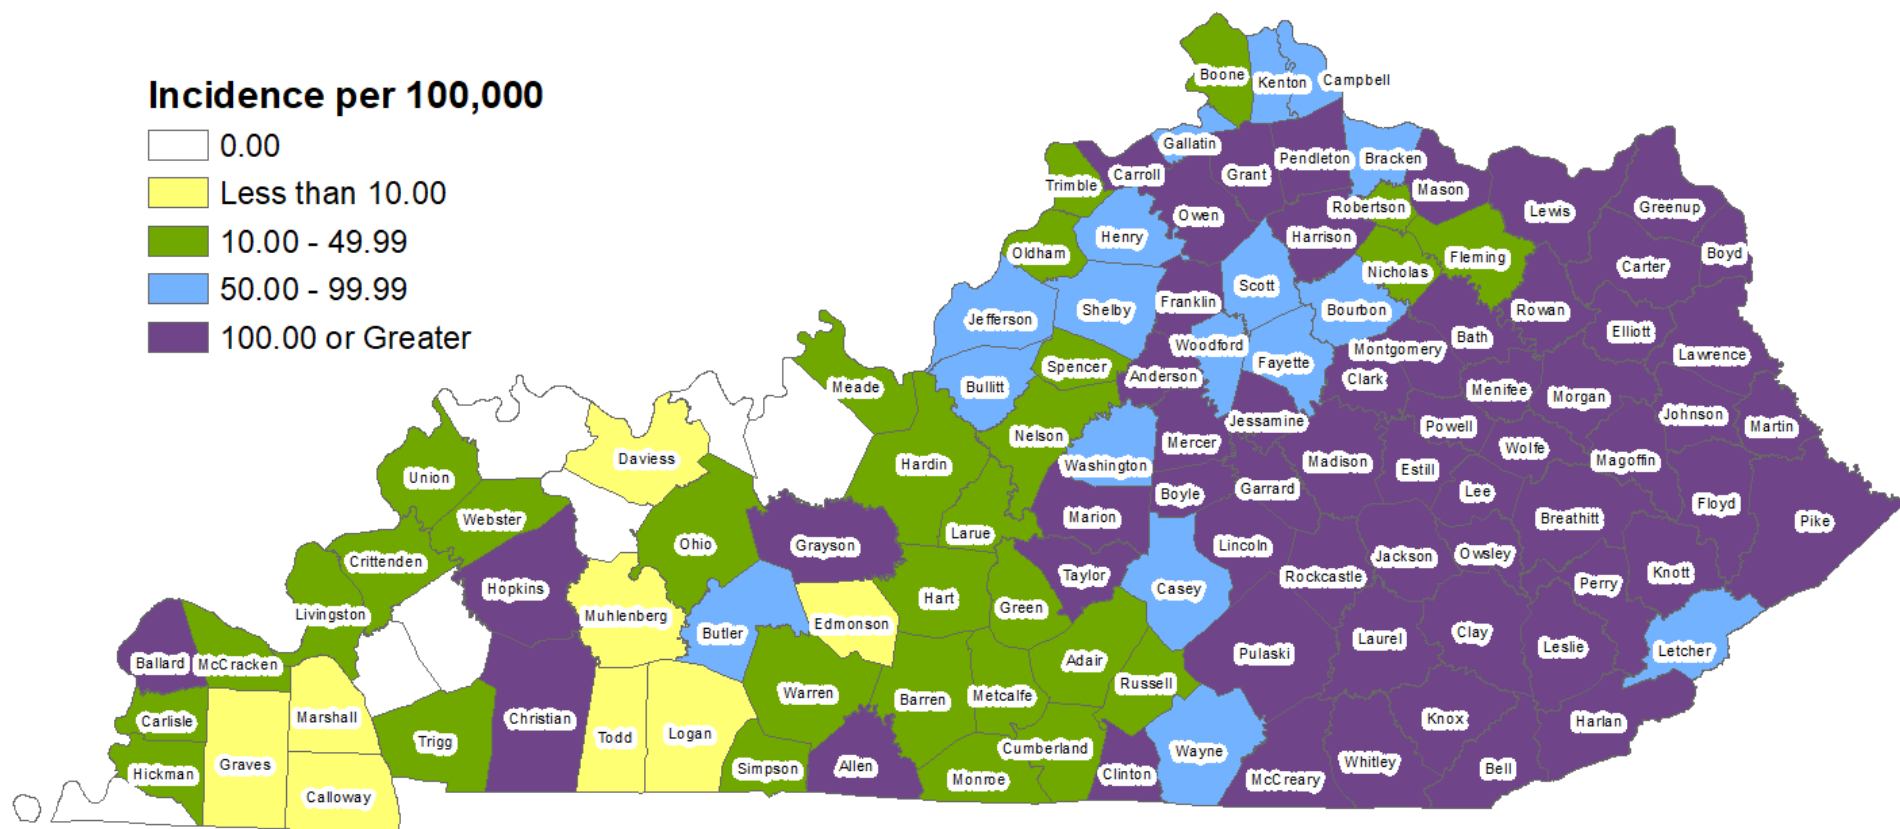 Incidence per 100,000
0.00
Less than 10.00
10.00 - 49.99
50.00 - 99.99
100.00 or Greater
Boone
Kenton
Campbell
Gallatin
Carroll
Grant
Pendleton
Bracken
Trimble
Mason
Owen
Robertson
Lewis
Greenup
Henry
Harrison
Oldham
Nicholas
Fleming
Carter
Boyd
Jefferson
Shelby
Franklin
Scott
Bourbon
Rowan
Elliott
Woodford
Fayette
Montgomery
Bath
Lawrence
Meade
Bullitt
Spencer
Anderson
Clark
Menifee
Morgan
Johnson
Martin
Jessamine
Powell
Daviess
Hardin
Nelson
Washington
Mercer
Madison
Estill
Wolfe
Magoffin
Union
Webster
Boyle
Garrard
Lee
Floyd
Pike
Ohio
Grayson
Larue
Marion
Breathitt
Crittenden
Hopkins
Taylor
Lincoln
Rockcastle
Jackson
Owsley
Perry
Knott
Livingston
Muhlenberg
Butler
Edmonson
Hart
Green
Casey
Ballard
McCracken
Adair
Pulaski
Laurel
Clay
Leslie
Letcher
Carlisle
Marshall
Trigg
Christian
Todd
Logan
Warren
Barren
Metcalfe
Russell
Knox
Harlan
Hickman
Graves
Calloway
Simpson
Allen
Monroe
Cumberland
Clinton
Wayne
McCreary
Whitley
Bell